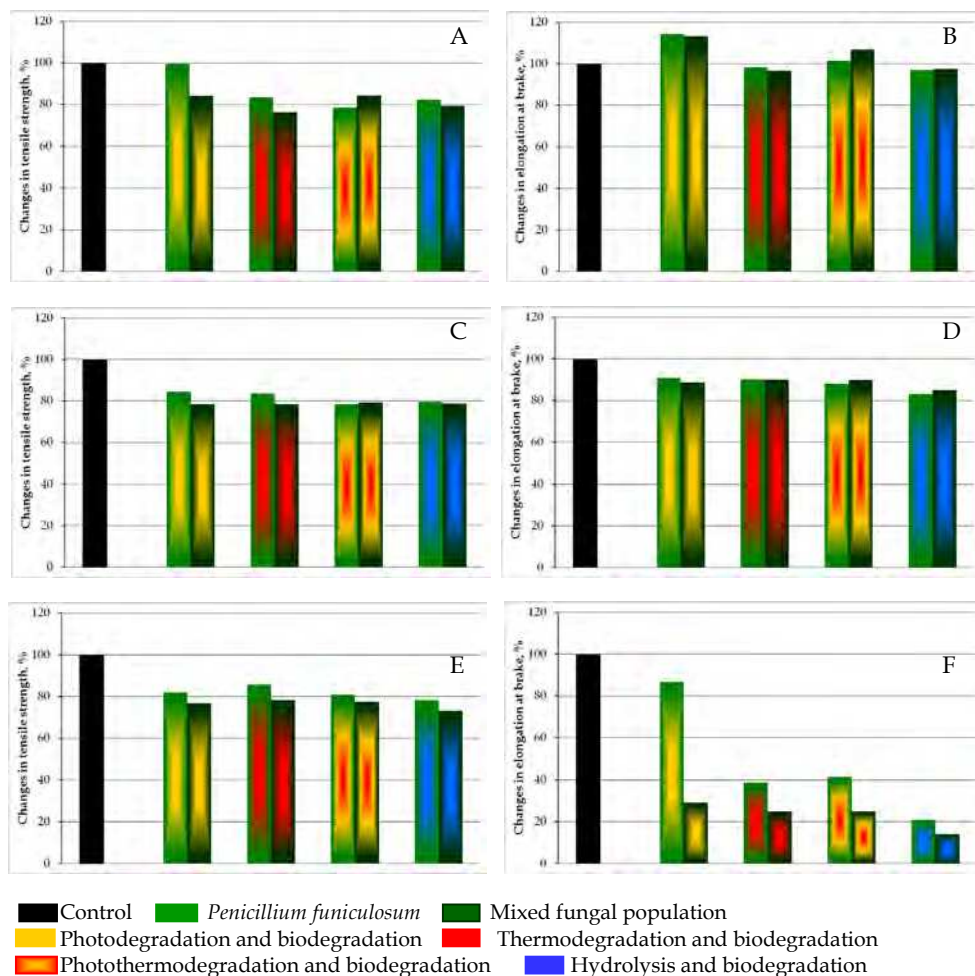 A
Changes in tensile strength, %
120
100
80
60
40
20
0
B
Changes in elongation at brake, %
120
100
80
60
40
20
0
C
Changes in tensile strength, %
120
100
80
60
40
20
0
D
Changes in elongation at brake, %
120
100
80
60
40
20
0
E
Changes in tensile strength, %
120
100
80
60
40
20
0
F
Changes in elongation at brake, %
120
100
80
60
40
20
0
Control Penicillium funiculosum Mixed fungal population
Photodegradation and biodegradation Thermodegradation and biodegradation
Photothermodegradation and biodegradation Hydrolysis and biodegradation